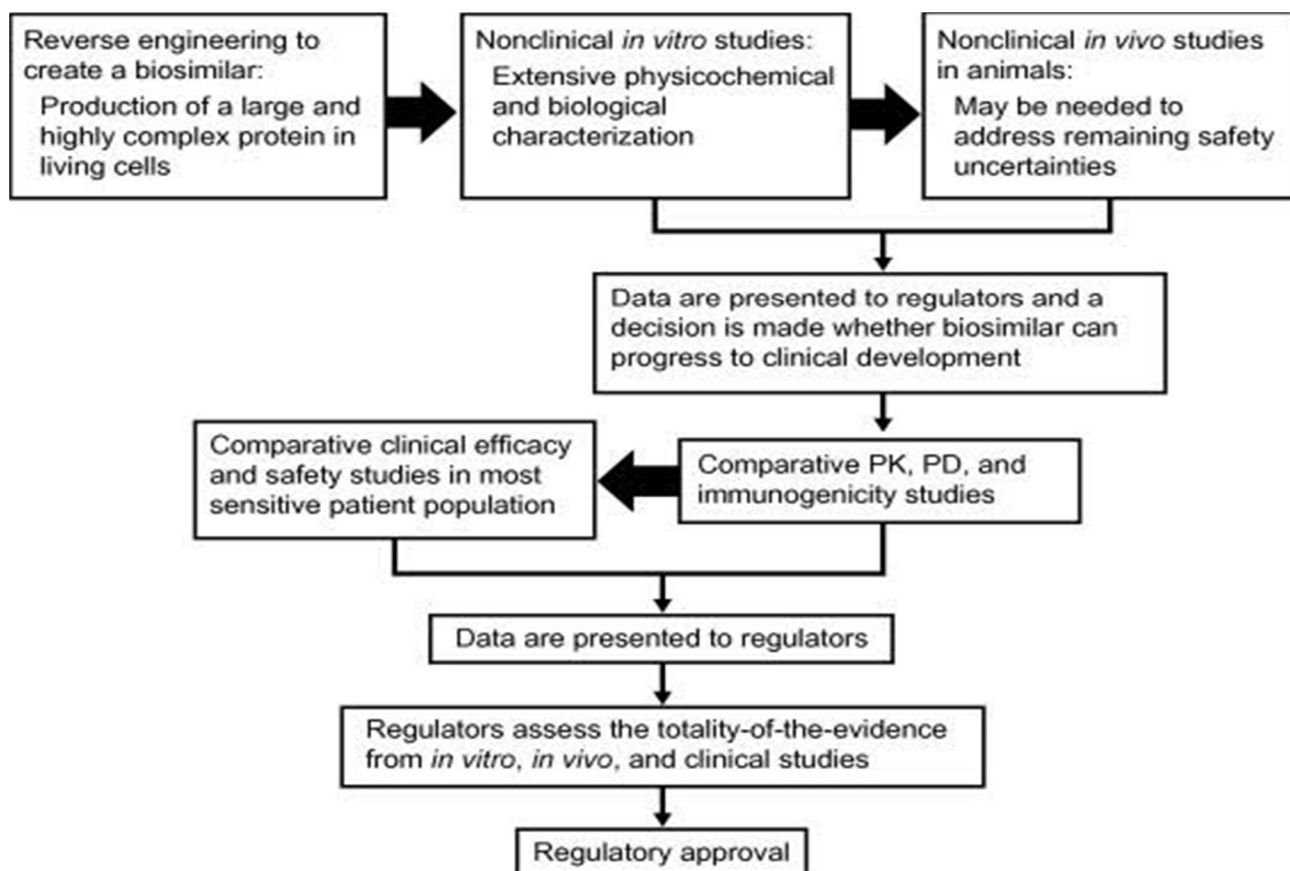 Reverse engineering to
create a biosimilar:
Production of a large and
highly complex protein in
living cells
Nonclinical in vitro studies:
Extensive physicochemical
and biological
characterization
Nonclinical in vivo studies
in animals:
May be needed to
address remaining safety
uncertainties
Data are presented to regulators and a
decision is made whether biosimilar can
progress to clinical development
Comparative PK, PD, and
immunogenicity studies
Comparative clinical efficacy
and safety studies in most
sensitive patient population
Data are presented to regulators
Regulators assess the totality-of-the-evidence
from in vitro, in vivo, and clinical studies
Regulatory approval